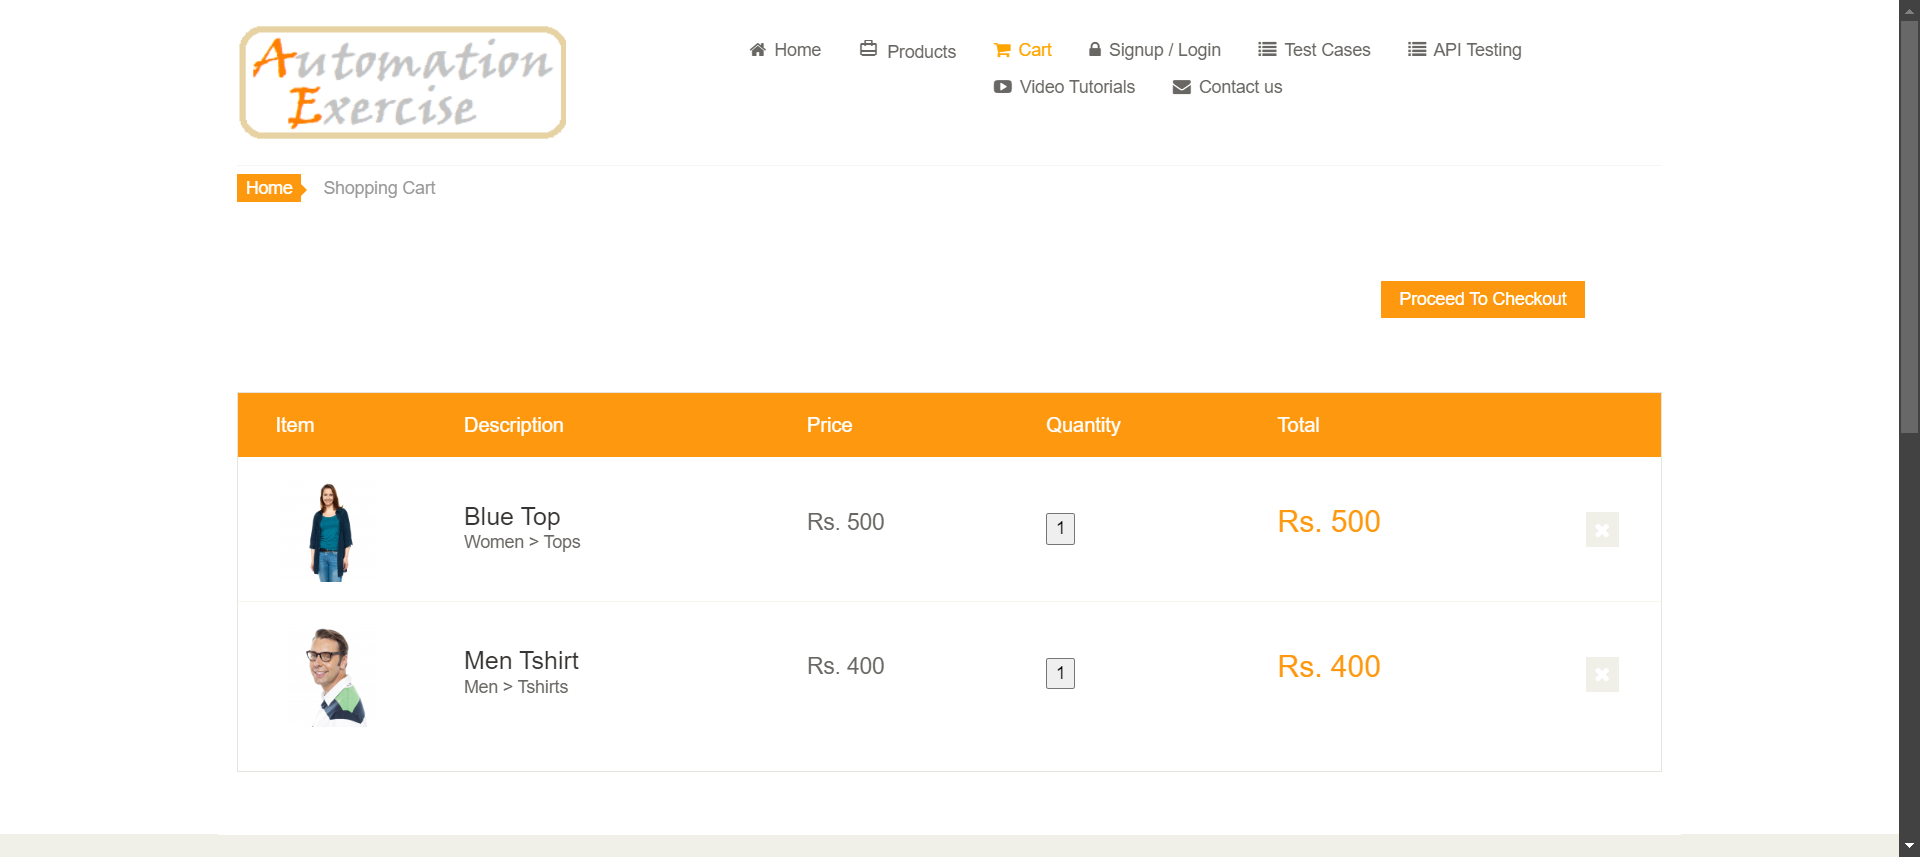 Automation
Exercise
Home Products Cart Signup / Login Test Cases API Testing
Video Tutorials Contact us
Home Shopping Cart
Proceed To Checkout
Item Description Price Quantity Total
Blue Top
Women > Tops
Rs. 500 1 Rs. 500
Men Tshirt
Men > Tshirts
Rs. 400 1 Rs. 400